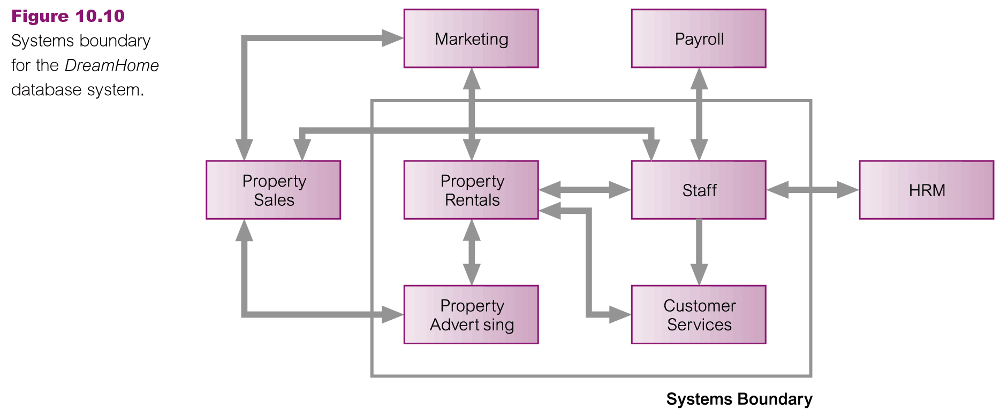 Figure 10.10
Systems boundary
for the DreamHome
database system.
Marketing
Payroll
Property
Sales
Property
Rentals
Staff
HRM
Property
Advert sing
Customer
Services
Systems Boundary